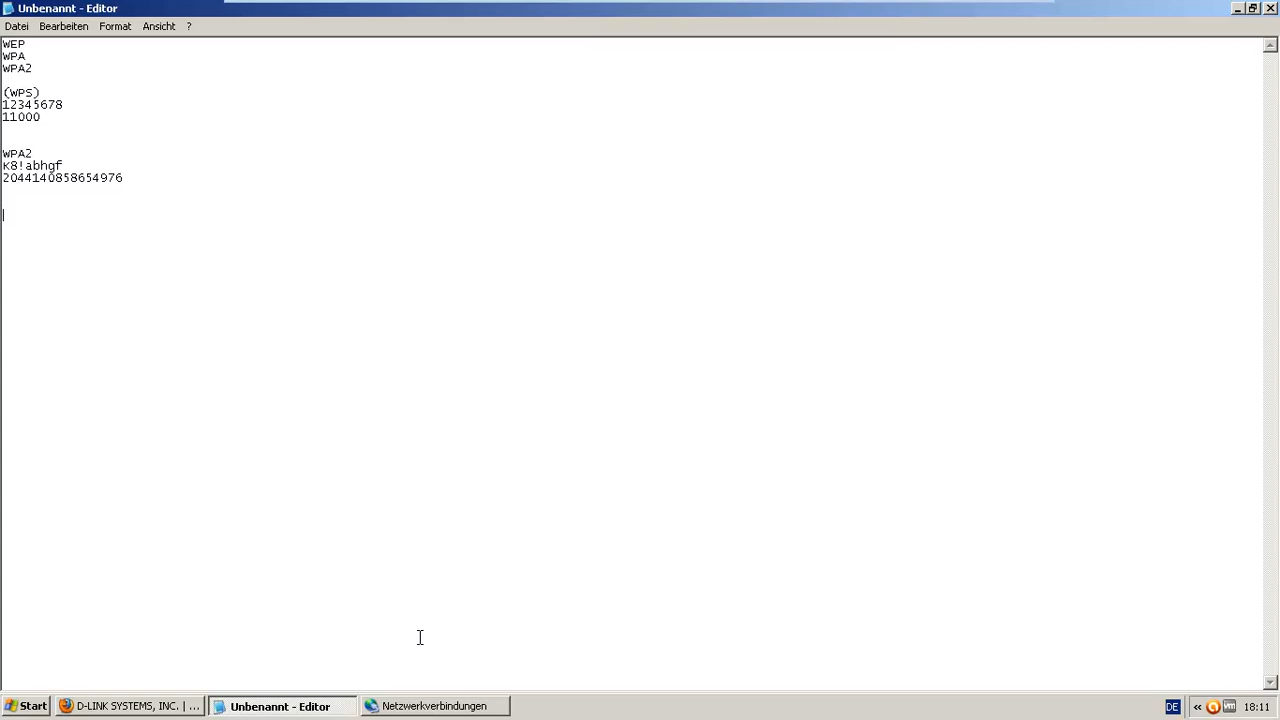 Unbenannt - Editor
Datei Bearbeiten Format Ansicht ?
WEP
WPA
WPA2
(WPS)
12345678
11000
WPA2
K8!abhgf
2044140858654976
Start D-LINK SYSTEMS, INC. | ... Unbenannt - Editor Netzwerkverbindungen DE « 18:11